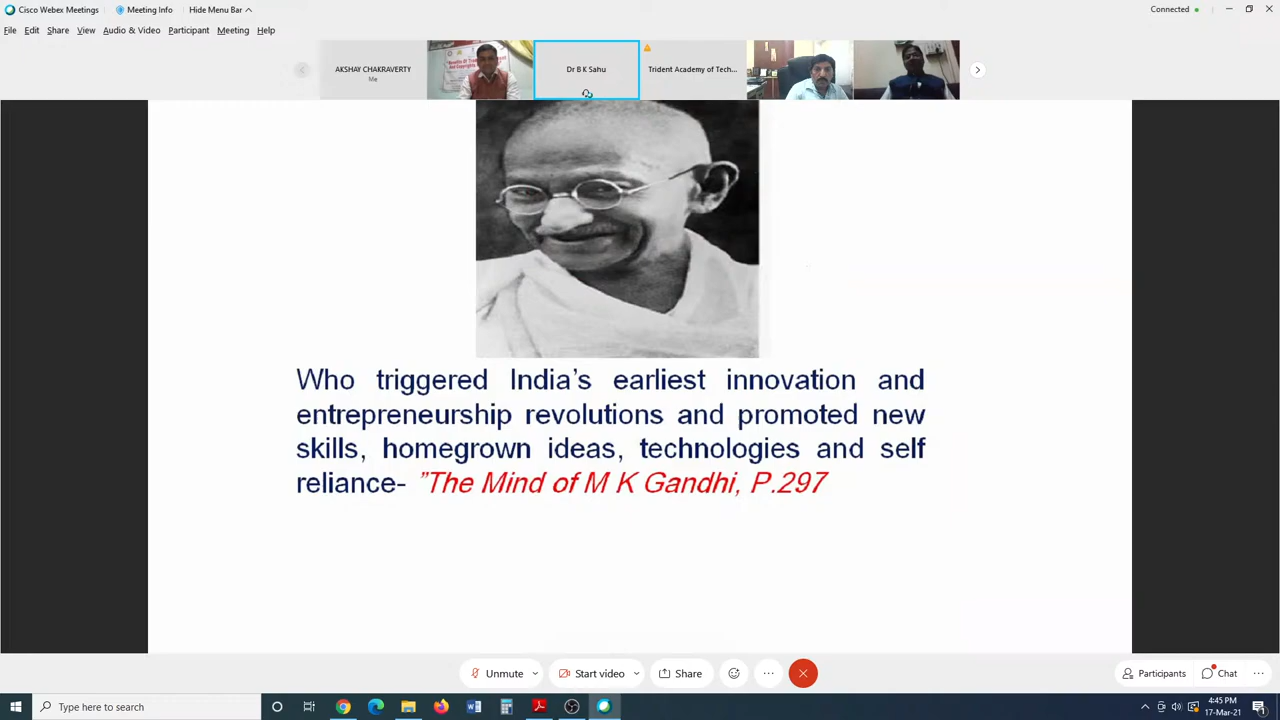 Cisco Webex Meetings
Meeting Info
Hide Menu Bar
Connected
File Edit Share View Audio & Video Participant Meeting Help
AKSHAY CHAKRAVERTY
Me
Dr B K Sahu
Trident Academy of Tech...
Who triggered India's earliest innovation and
entrepreneurship revolutions and promoted new
skills, homegrown ideas, technologies and self
reliance- "The Mind of M K Gandhi, P.297
Unmute
Start video
Share
Participants
Chat
Type here to search
4:45 PM
17-Mar-21